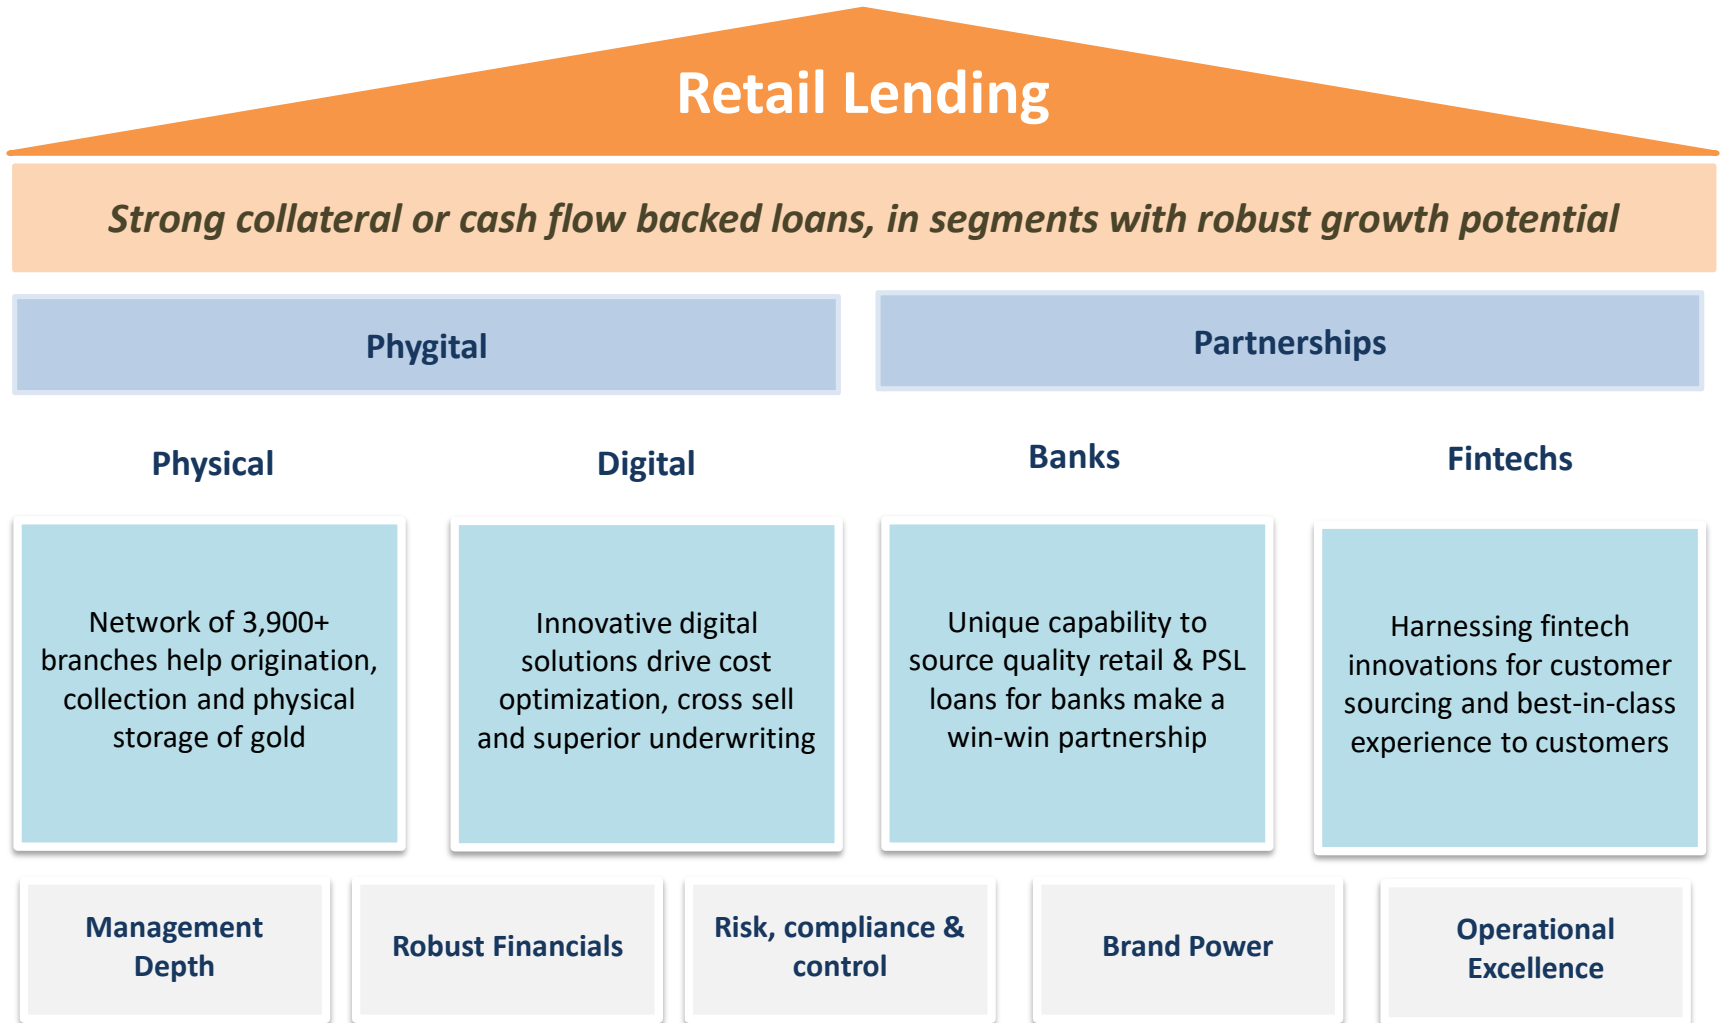 Retail Lending
Strong collateral or cash flow backed loans, in segments with robust growth potential
Phygital
Partnerships
Physical
Digital
Banks
Fintechs
Network of 3,900+
branches help origination,
collection and physical
storage of gold
Innovative digital
solutions drive cost
optimization, cross sell
and superior underwriting
Unique capability to
source quality retail & PSL
loans for banks make a
win-win partnership
Harnessing fintech
innovations for customer
sourcing and best-in-class
experience to customers
Management
Depth
Robust Financials
Risk, compliance &
control
Brand Power
Operational
Excellence